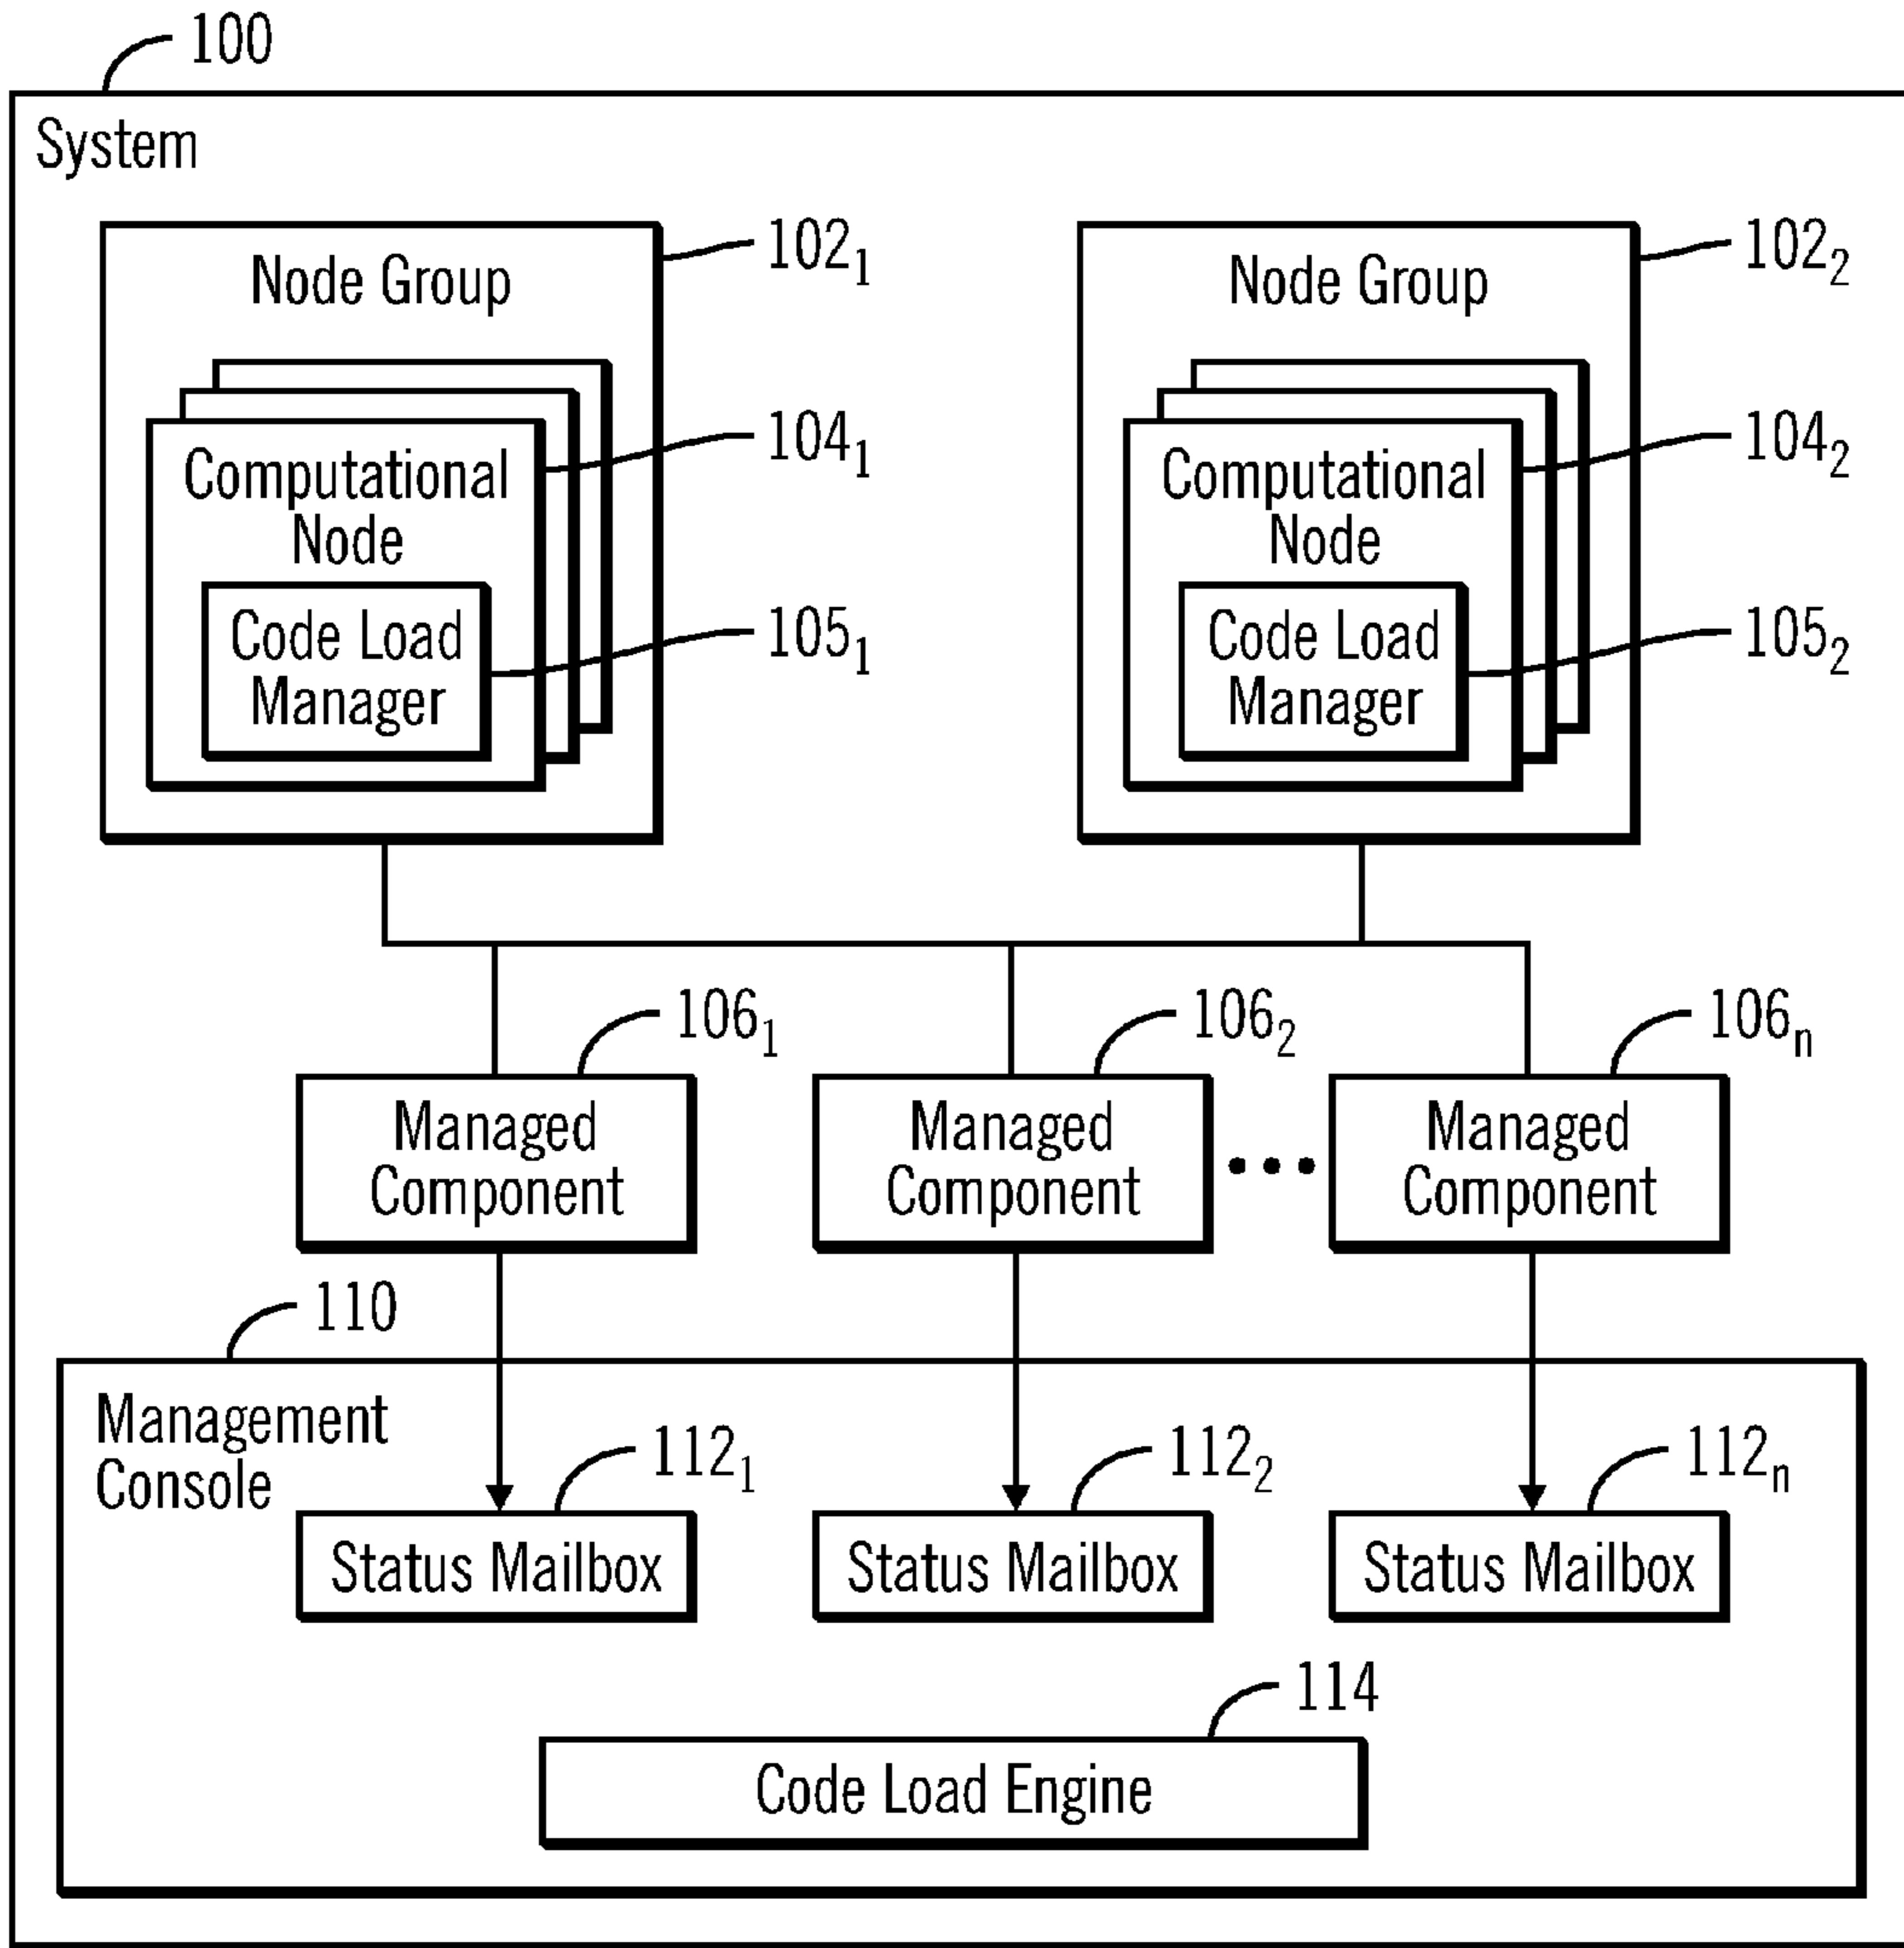 100
System
Node Group
102₁
Computational
Node
104₁
Code Load
Manager
105₁
Node Group
102₂
Computational
Node
104₂
Code Load
Manager
105₂
106₁
Managed
Component
106₂
Managed
Component
•••
106ₙ
Managed
Component
110
Management
Console
112₁
Status Mailbox
112₂
Status Mailbox
112ₙ
Status Mailbox
114
Code Load Engine